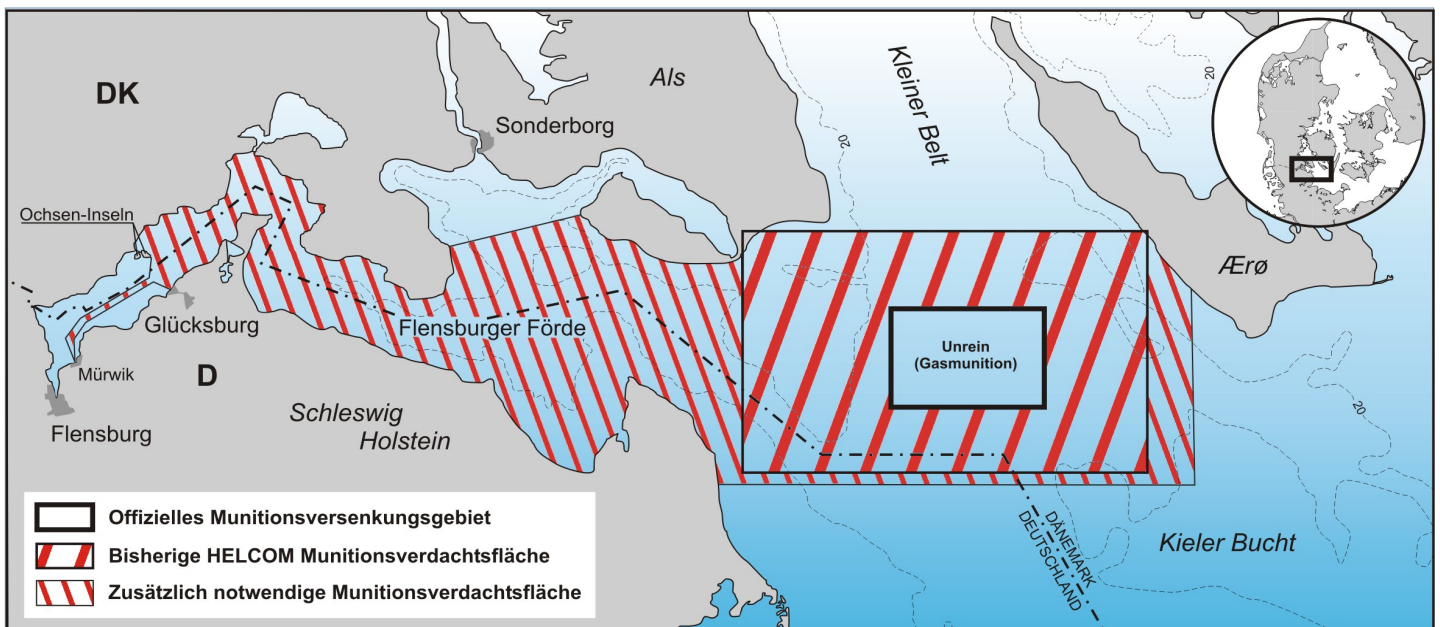 DK
Als
Kleiner Belt
20
20
Sonderborg
Ochsen-Inseln
Ærø
Glücksburg
Flensburger Förde
Unrein
(Gasmunition)
Mürwik
D
Schleswig
Holstein
Flensburg
20
DÄNEMARK
DEUTSCHLAND
Kieler Bucht
Offizielles Munitionsversenkungsgebiet
Bisherige HELCOM Munitionsverdachtsfläche
Zusätzlich notwendige Munitionsverdachtsfläche